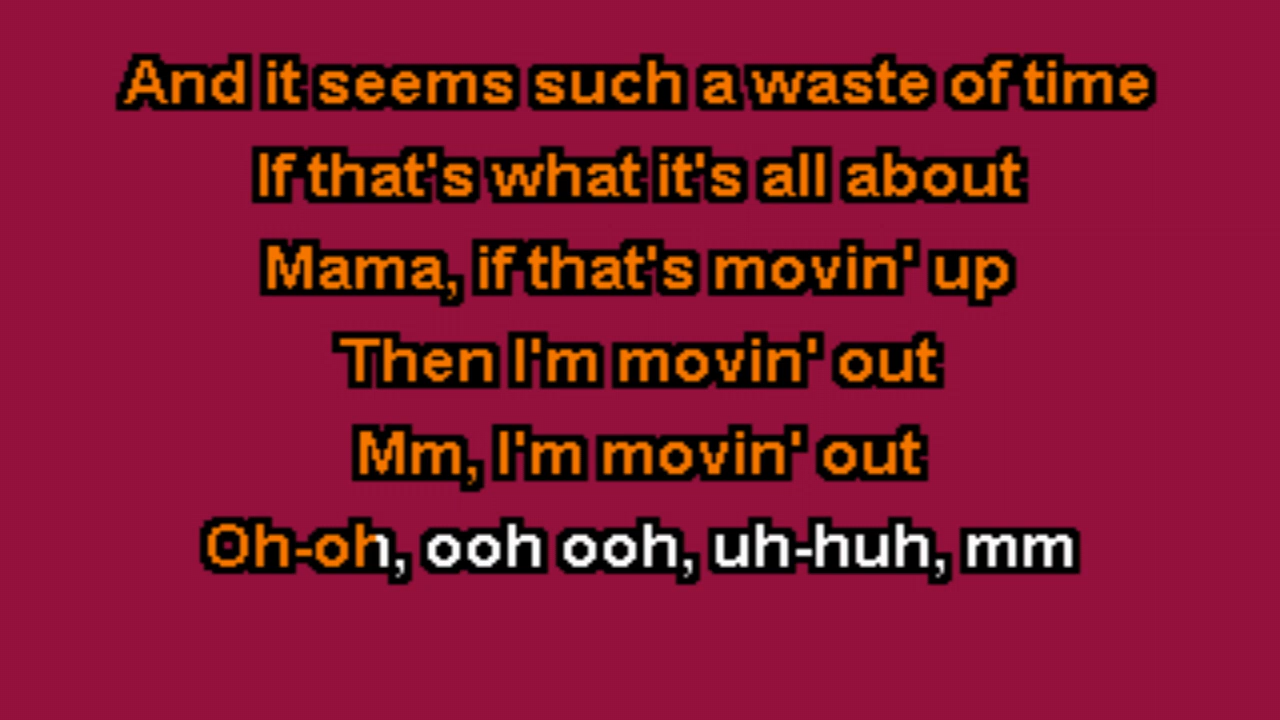 And it seems such a waste of time
If that's what it's all about
Mama, if that's movin' up
Then I'm movin' out
Mm, I'm movin' out
Oh-oh, ooh ooh, uh-huh, mm